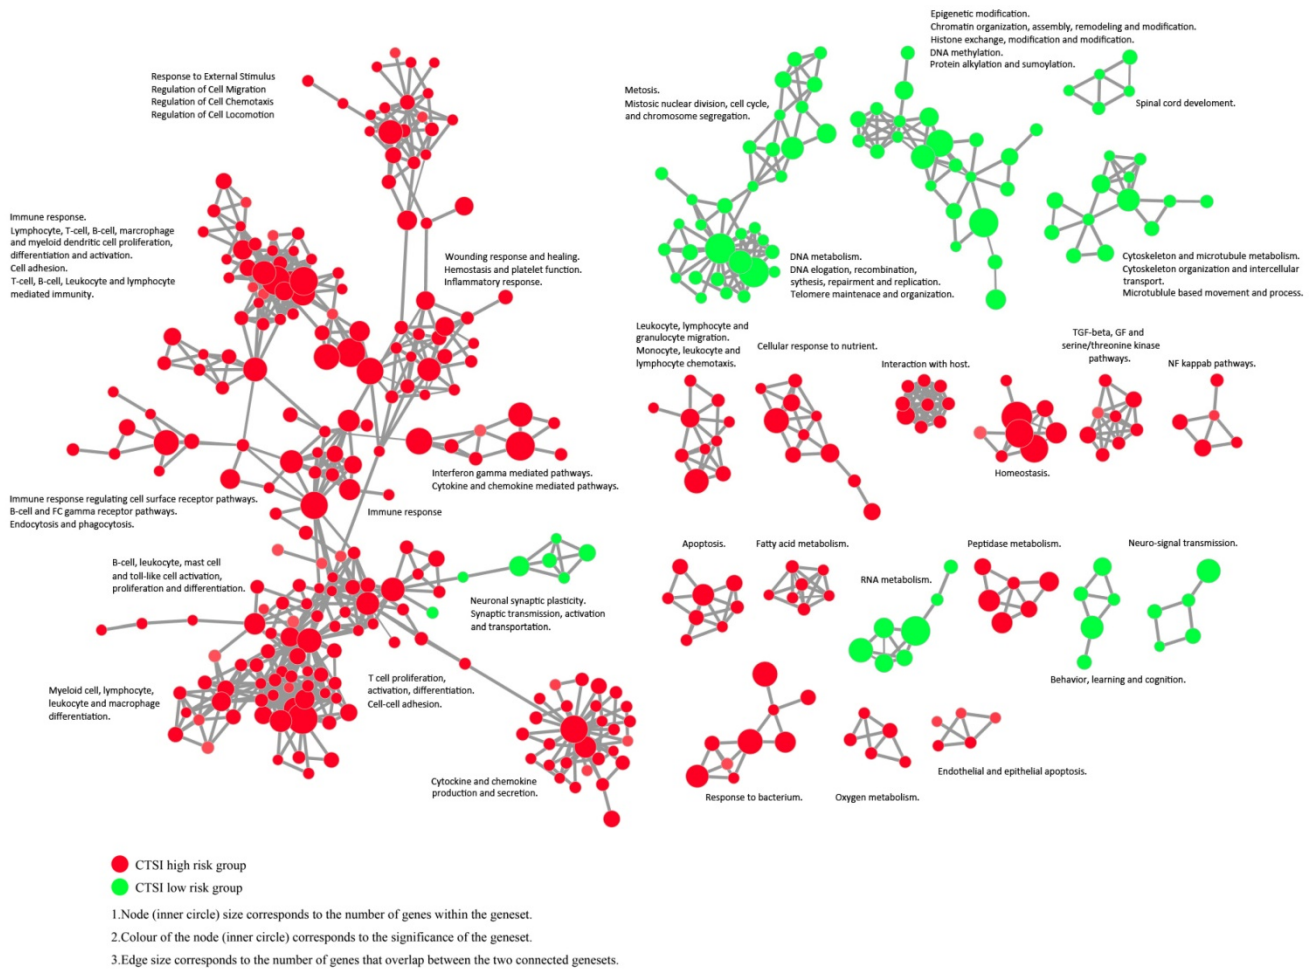 Response to External Stimulus
Regulation of Cell Migration
Regulation of Cell Chemotaxis
Regulation of Cell Locomotion
Immune response.
Lymphocyte, T-cell, B-cell, marcrophage
and myeloid dendritic cell proliferation,
differentiation and activation.
Cell adhesion.
T-cell, B-cell, Leukocyte and lymphocyte
mediated immunity.
Wounding response and healing.
Hemostasis and platelet function.
Inflammatory response.
Interferon gamma mediated pathways.
Cytokine and chemokine mediated pathways.
Immune response regulating cell surface receptor pathways.
B-cell and FC gamma receptor pathways.
Endocytosis and phagocytosis.
Immune response
B-cell, leukocyte, mast cell
and toll-like cell activation,
proliferation and differentiation.
Neuronal synaptic plasticity.
Synaptic transmission, activation
and transportation.
Myeloid cell, lymphocyte,
leukocyte and macrophage
differentiation.
T cell proliferation,
activation, differentiation.
Cell-cell adhesion.
Cytockine and chemokine
production and secretion.
Metosis.
Mistosic nuclear division, cell cycle,
and chromosome segregation.
Epigenetic modification.
Chromatin organization, assembly, remodeling and modification.
Histone exchange, modification and modification.
DNA methylation.
Protein alkylation and sumoylation.
Spinal cord develoment.
DNA metabolism.
DNA elogation, recombination,
sythesis, repairment and replication.
Telomere maintenace and organization.
Cytoskeleton and microtubule metabolism.
Cytoskeleton organization and intercellular
transport.
Microtublule based movement and process.
Leukocyte, lymphocyte and
granulocyte migration.
Monocyte, leukocyte and
lymphocyte chemotaxis.
Cellular response to nutrient.
Interaction with host.
TGF-beta, GF and
serine/threonine kinase
pathways.
NF kappab pathways.
Homeostasis.
Apoptosis.
Fatty acid metabolism.
RNA metabolism.
Peptidase metabolism.
Neuro-signal transmission.
Behavior, learning and cognition.
Response to bacterium.
Oxygen metabolism.
Endothelial and epithelial apoptosis.
CTSI high risk group
CTSI low risk group
1.Node (inner circle) size corresponds to the number of genes within the geneset.
2.Colour of the node (inner circle) corresponds to the significance of the geneset.
3.Edge size corresponds to the number of genes that overlap between the two connected genesets.